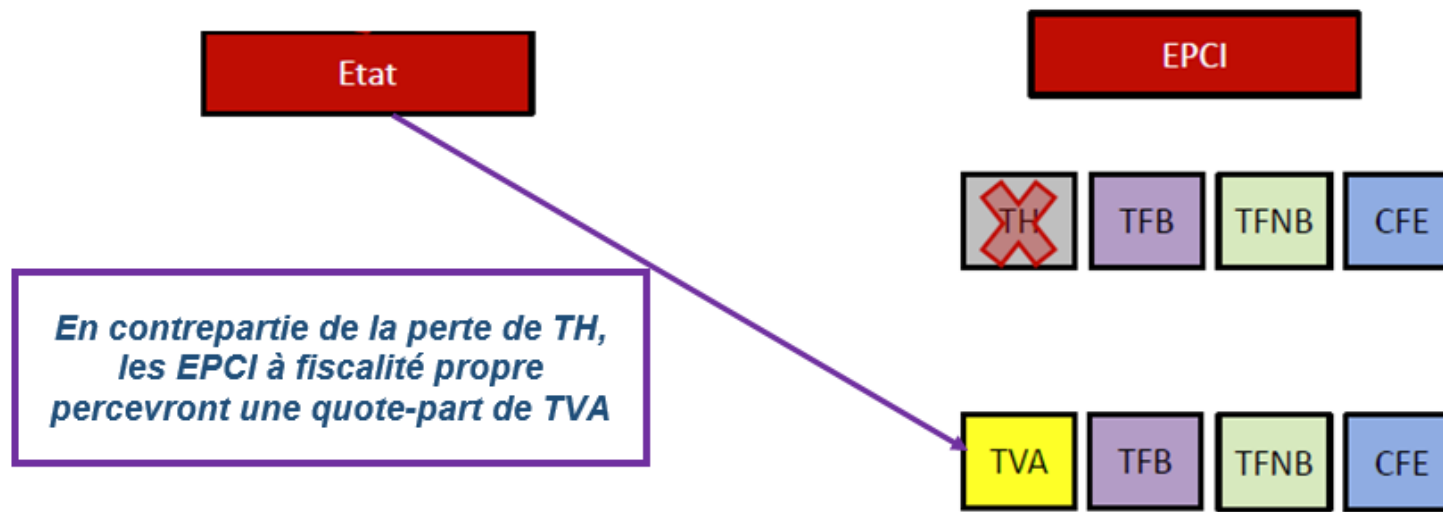 Etat
EPCI
TH
TFB
TFNB
CFE
En contrepartie de la perte de TH,
les EPCI à fiscalité propre
percevront une quote-part de TVA
TVA
TFB
TFNB
CFE